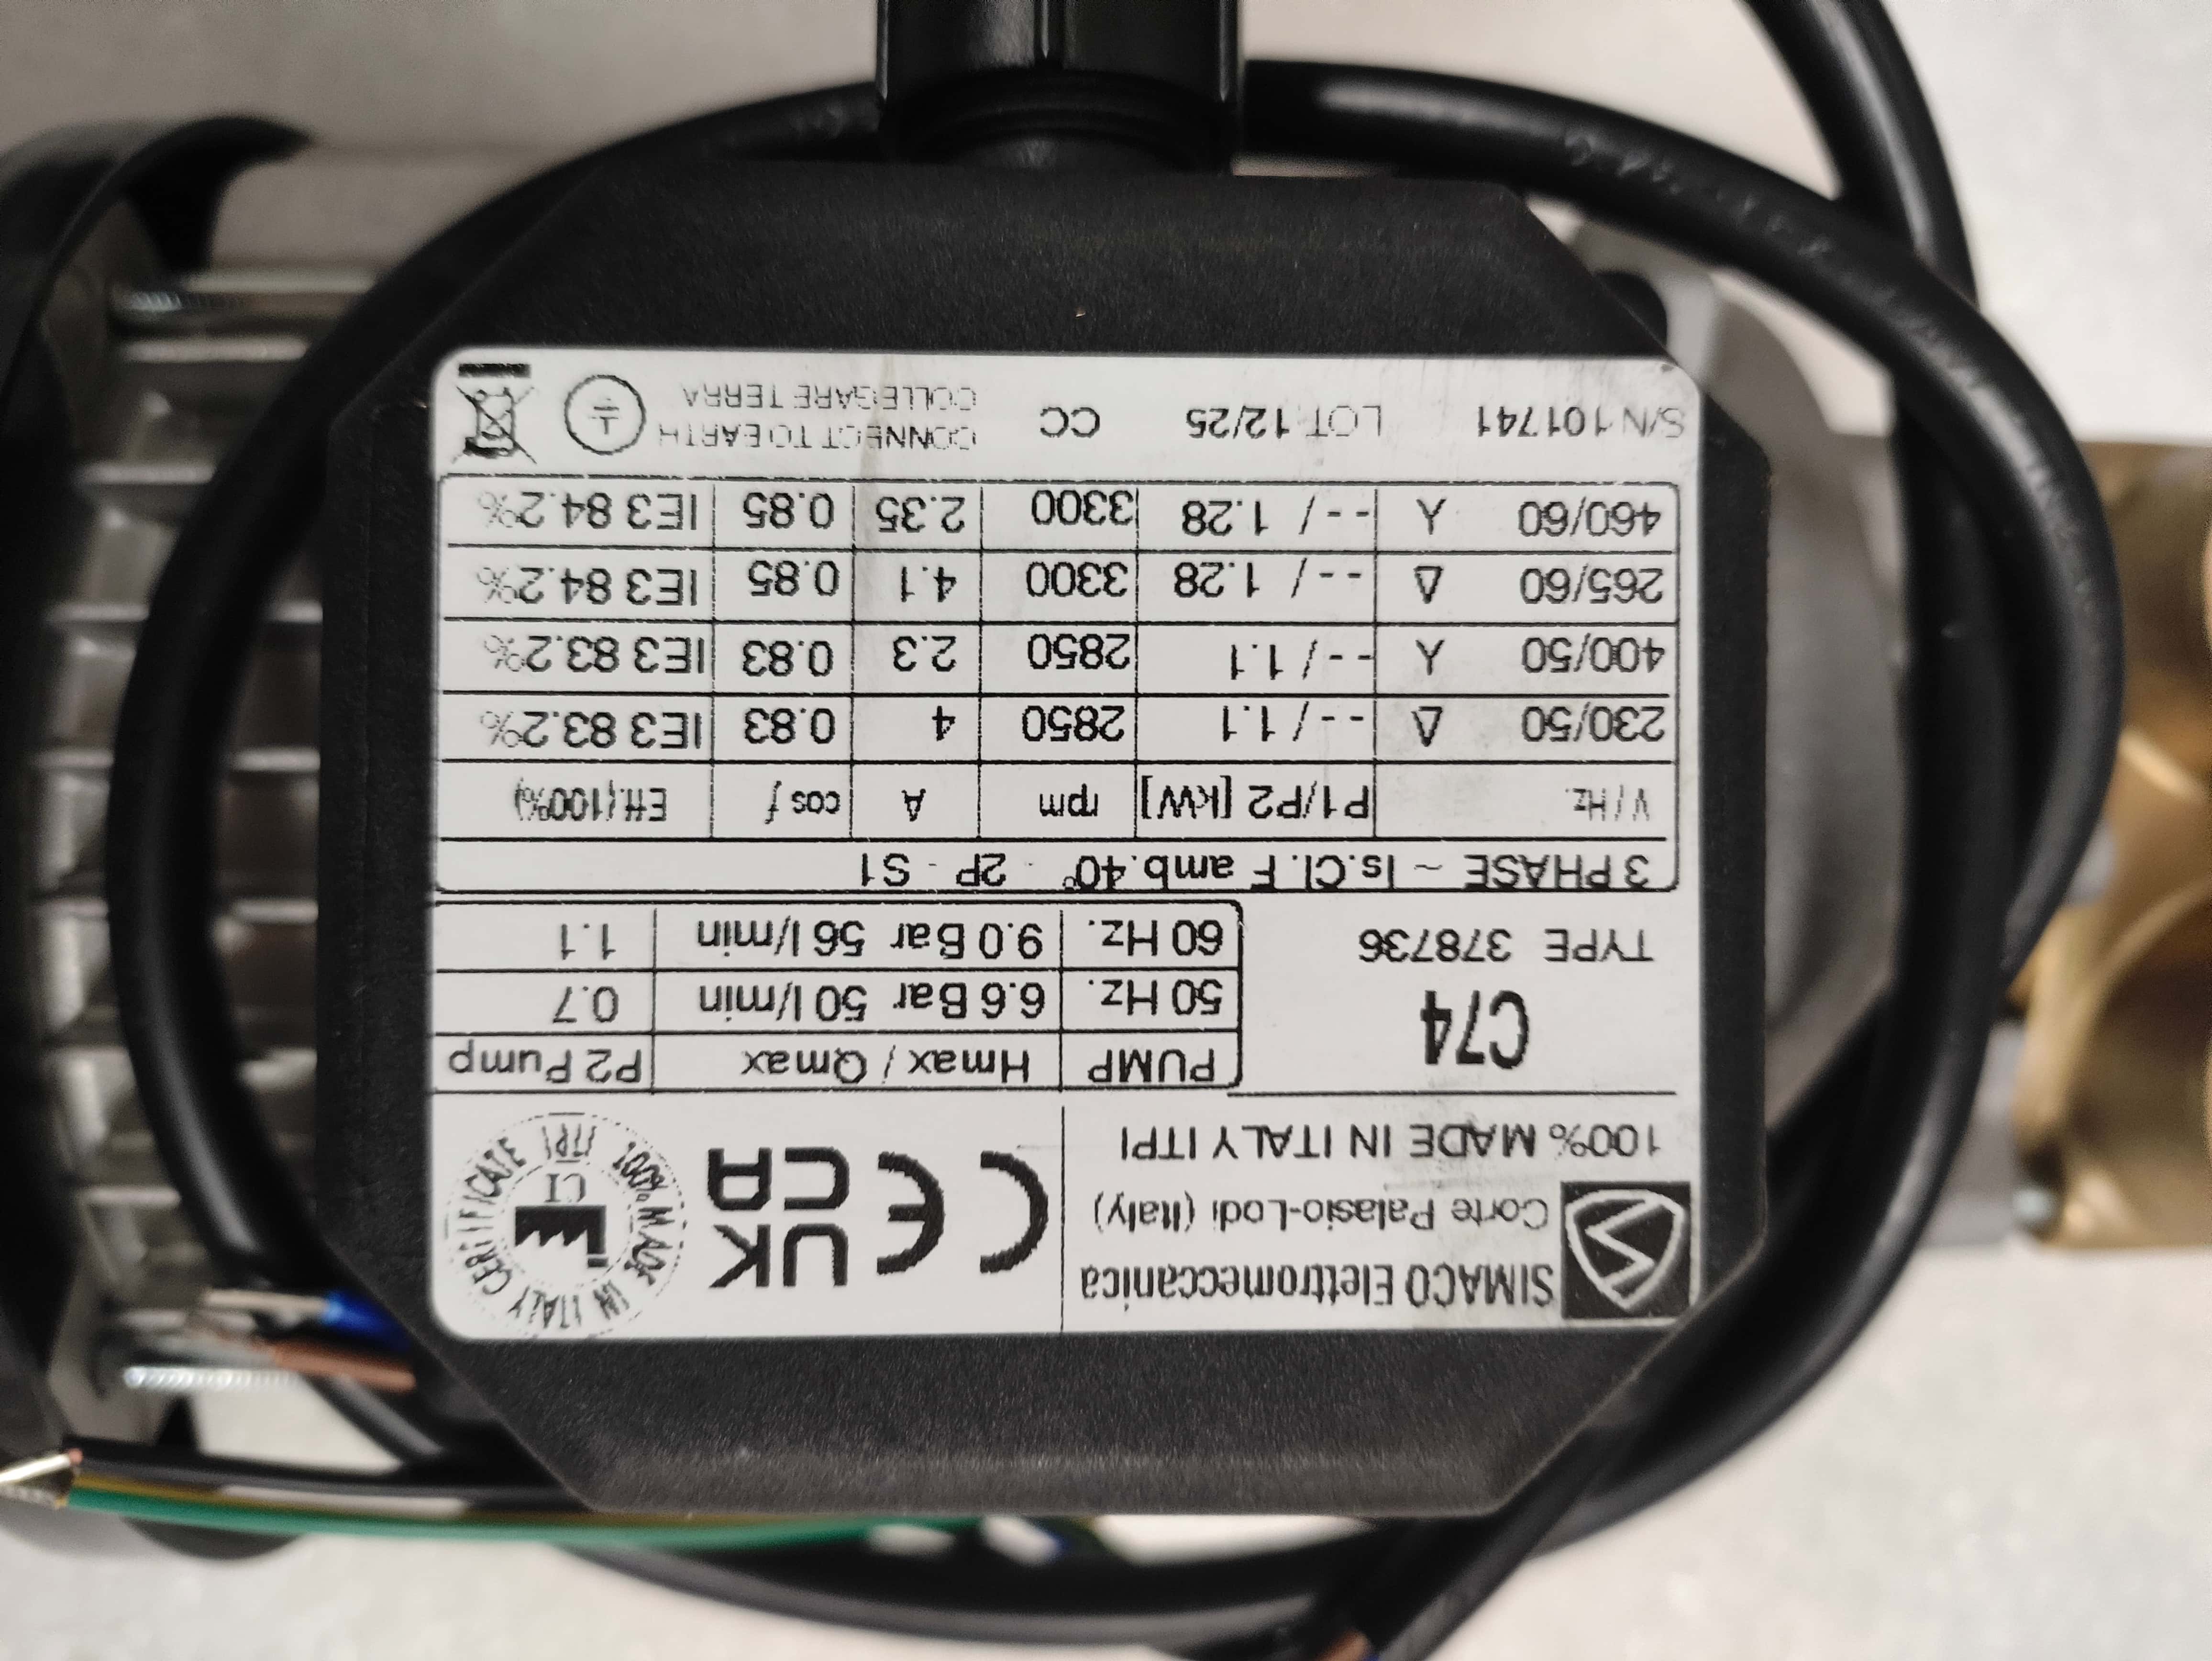 SIMACO Elettromeccanica
Corte Palasio-Lodi (Italy)
100% MADE IN ITALY ITPI
CE UK CA
100% MADE IN ITALY CERTIFICATE ITPI
CI
C74
TYPE 378736
PUMP Hmax / Qmax P2 Pump
50 Hz. 6.6 Bar 50 l/min 0.7
60 Hz. 9.0 Bar 56 l/min 1.1
3 PHASE ~ Is.Cl. F amb.40° - 2P - S1
V / Hz. P1/P2 [kW] rpm A cos f Eff.(100%)
230/50 Δ -- / 1.1 2850 4 0.83 IE3 83.2%
400/50 Y -- / 1.1 2850 2.3 0.83 IE3 83.2%
265/60 Δ -- / 1.28 3300 4.1 0.85 IE3 84.2%
460/60 Y -- / 1.28 3300 2.35 0.85 IE3 84.2%
S/N 101741 LOT 12/25 CC
CONNECT TO EARTH
COLLEGARE TERRA